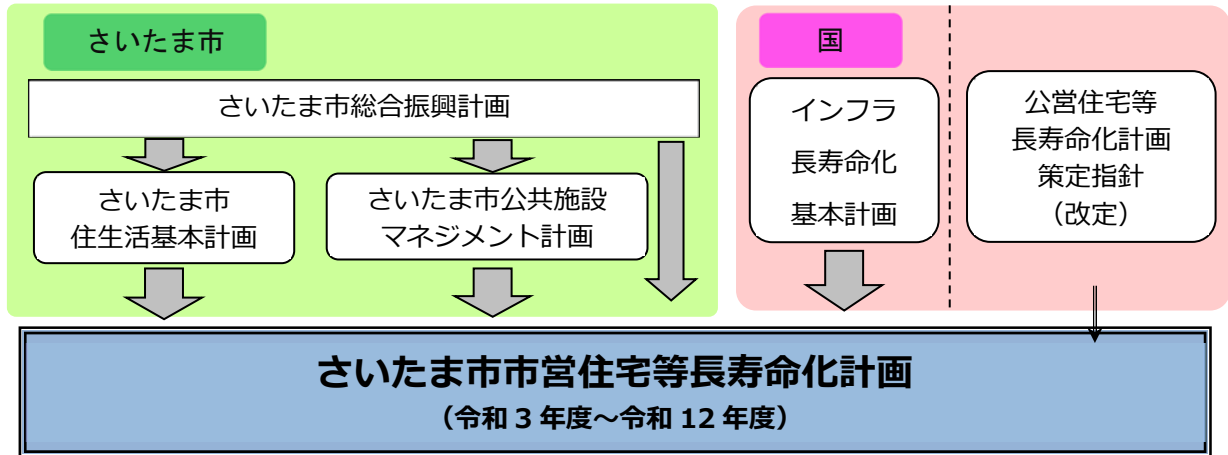 さいたま市
さいたま市総合振興計画
さいたま市
住生活基本計画
さいたま市公共施設
マネジメント計画
国
インフラ
長寿命化
基本計画
公営住宅等
長寿命化計画
策定指針
（改定）
さいたま市市営住宅等長寿命化計画
（令和 3 年度～令和 12 年度）